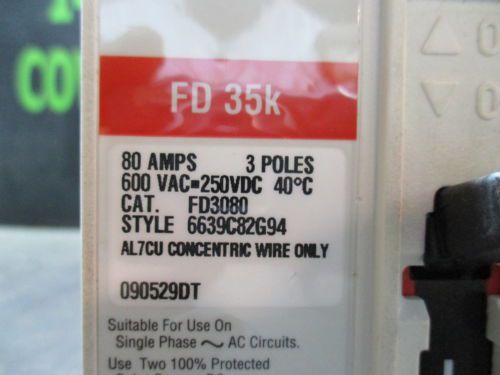 FD 35k
80 AMPS 3 POLES
600 VAC=250VDC 40°C
CAT. FD3080
STYLE 6639C82G94
AL7CU CONCENTRIC WIRE ONLY
090529DT
Suitable For Use On
Single Phase ~ AC Circuits.
Use Two 100% Protected